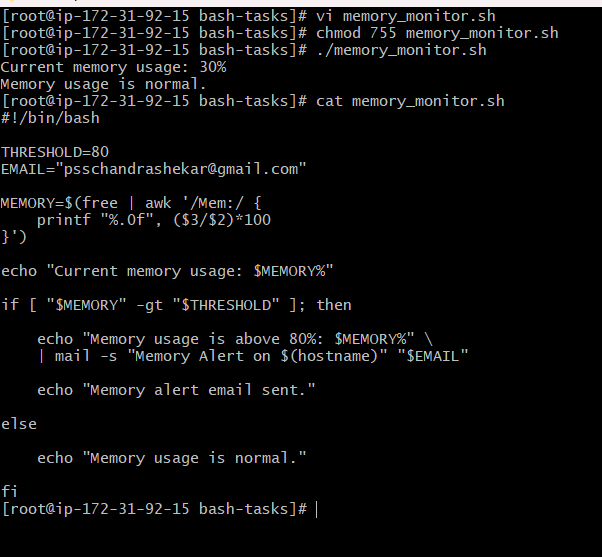 [root@ip-172-31-92-15 bash-tasks]# vi memory_monitor.sh
[root@ip-172-31-92-15 bash-tasks]# chmod 755 memory_monitor.sh
[root@ip-172-31-92-15 bash-tasks]# ./memory_monitor.sh
Current memory usage: 30%
Memory usage is normal.
[root@ip-172-31-92-15 bash-tasks]# cat memory_monitor.sh
#!/bin/bash

THRESHOLD=80
EMAIL="psschandrashekar@gmail.com"

MEMORY=$(free | awk '/Mem:/ {
    printf "%.0f", ($3/$2)*100
}')

echo "Current memory usage: $MEMORY%"

if [ "$MEMORY" -gt "$THRESHOLD" ]; then

    echo "Memory usage is above 80%: $MEMORY%" \
    | mail -s "Memory Alert on $(hostname)" "$EMAIL"

    echo "Memory alert email sent."

else

    echo "Memory usage is normal."

fi
[root@ip-172-31-92-15 bash-tasks]#